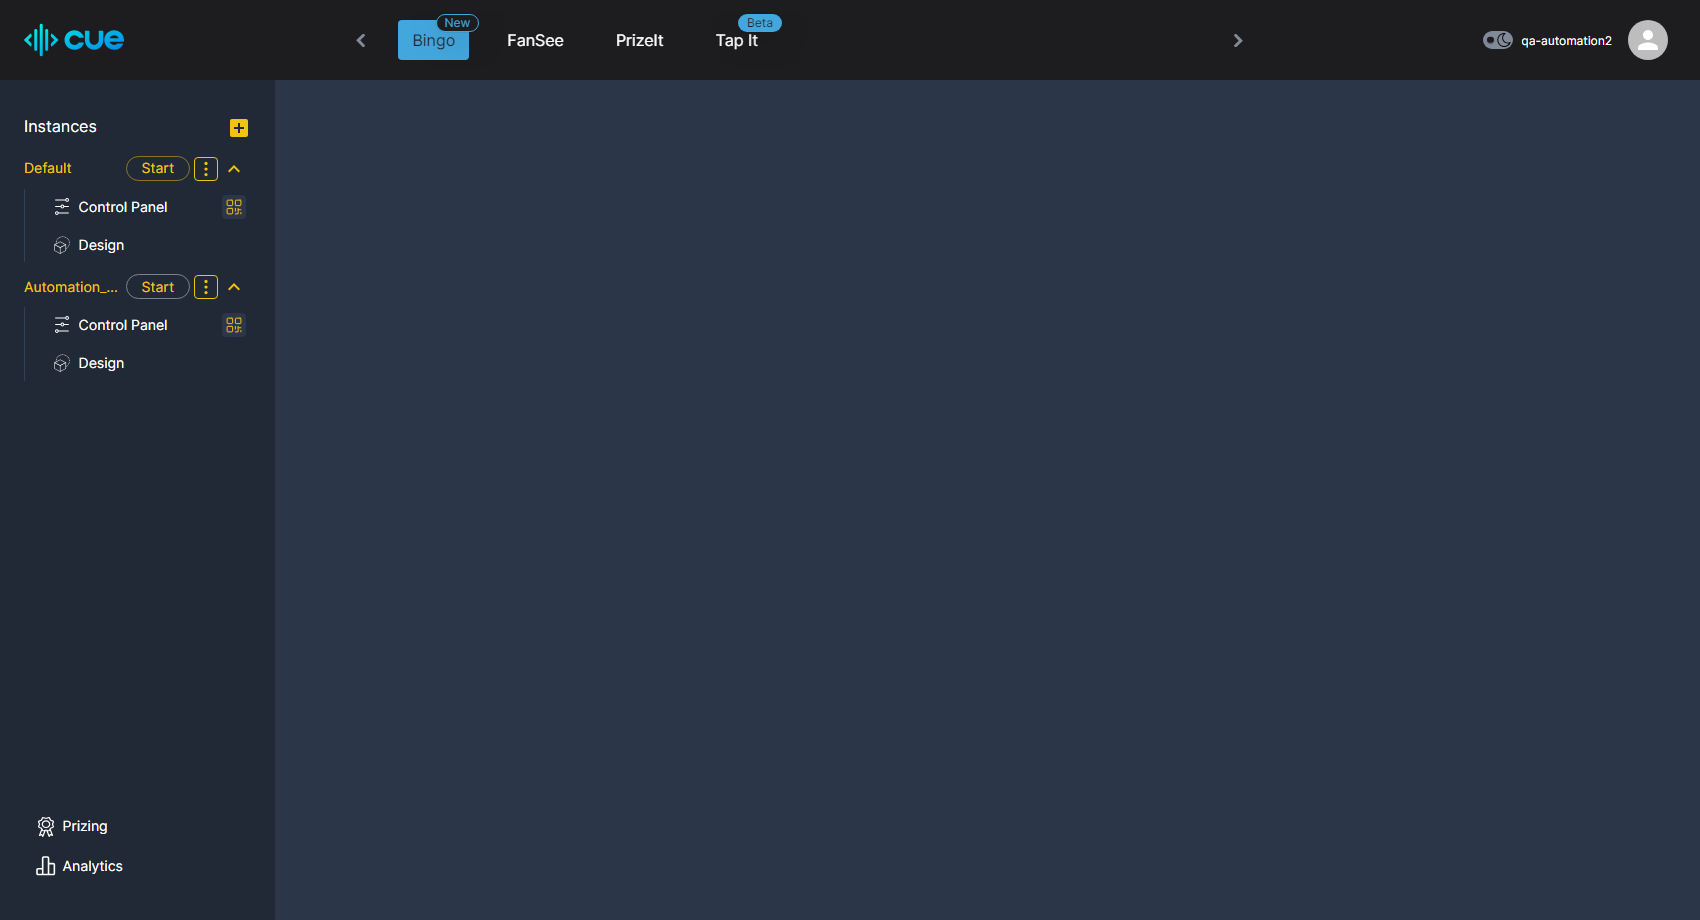 cue
New
Bingo
FanSee
PrizeIt
Beta
Tap It
qa-automation2
Instances
Default
Start
Control Panel
Design
Automation_...
Start
Control Panel
Design
Prizing
Analytics